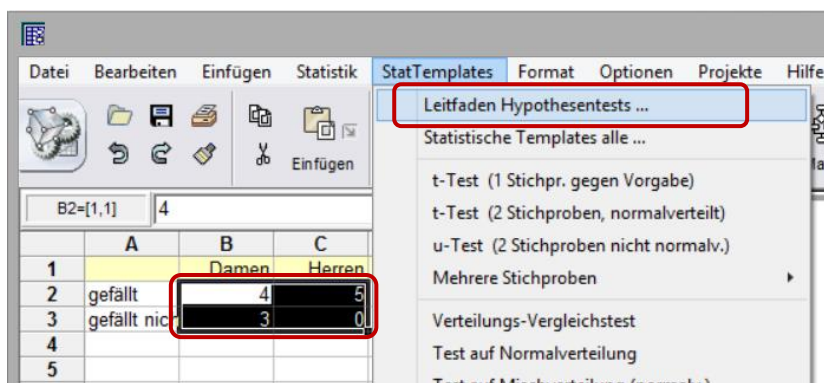 Datei Bearbeiten Einfügen Statistik StatTemplates Format Optionen Projekte Hilfe
Einfügen
Leitfaden Hypothesentests ...
Statistische Templates alle ...
t-Test (1 Stichpr. gegen Vorgabe)
t-Test (2 Stichproben, normalverteilt)
u-Test (2 Stichproben nicht normalv.)
Mehrere Stichproben
Verteilungs-Vergleichstest
Test auf Normalverteilung
B2=[1,1] 4
A B C
1 Damen Herren
2 gefällt 4 5
3 gefällt nic 3 0
4
5